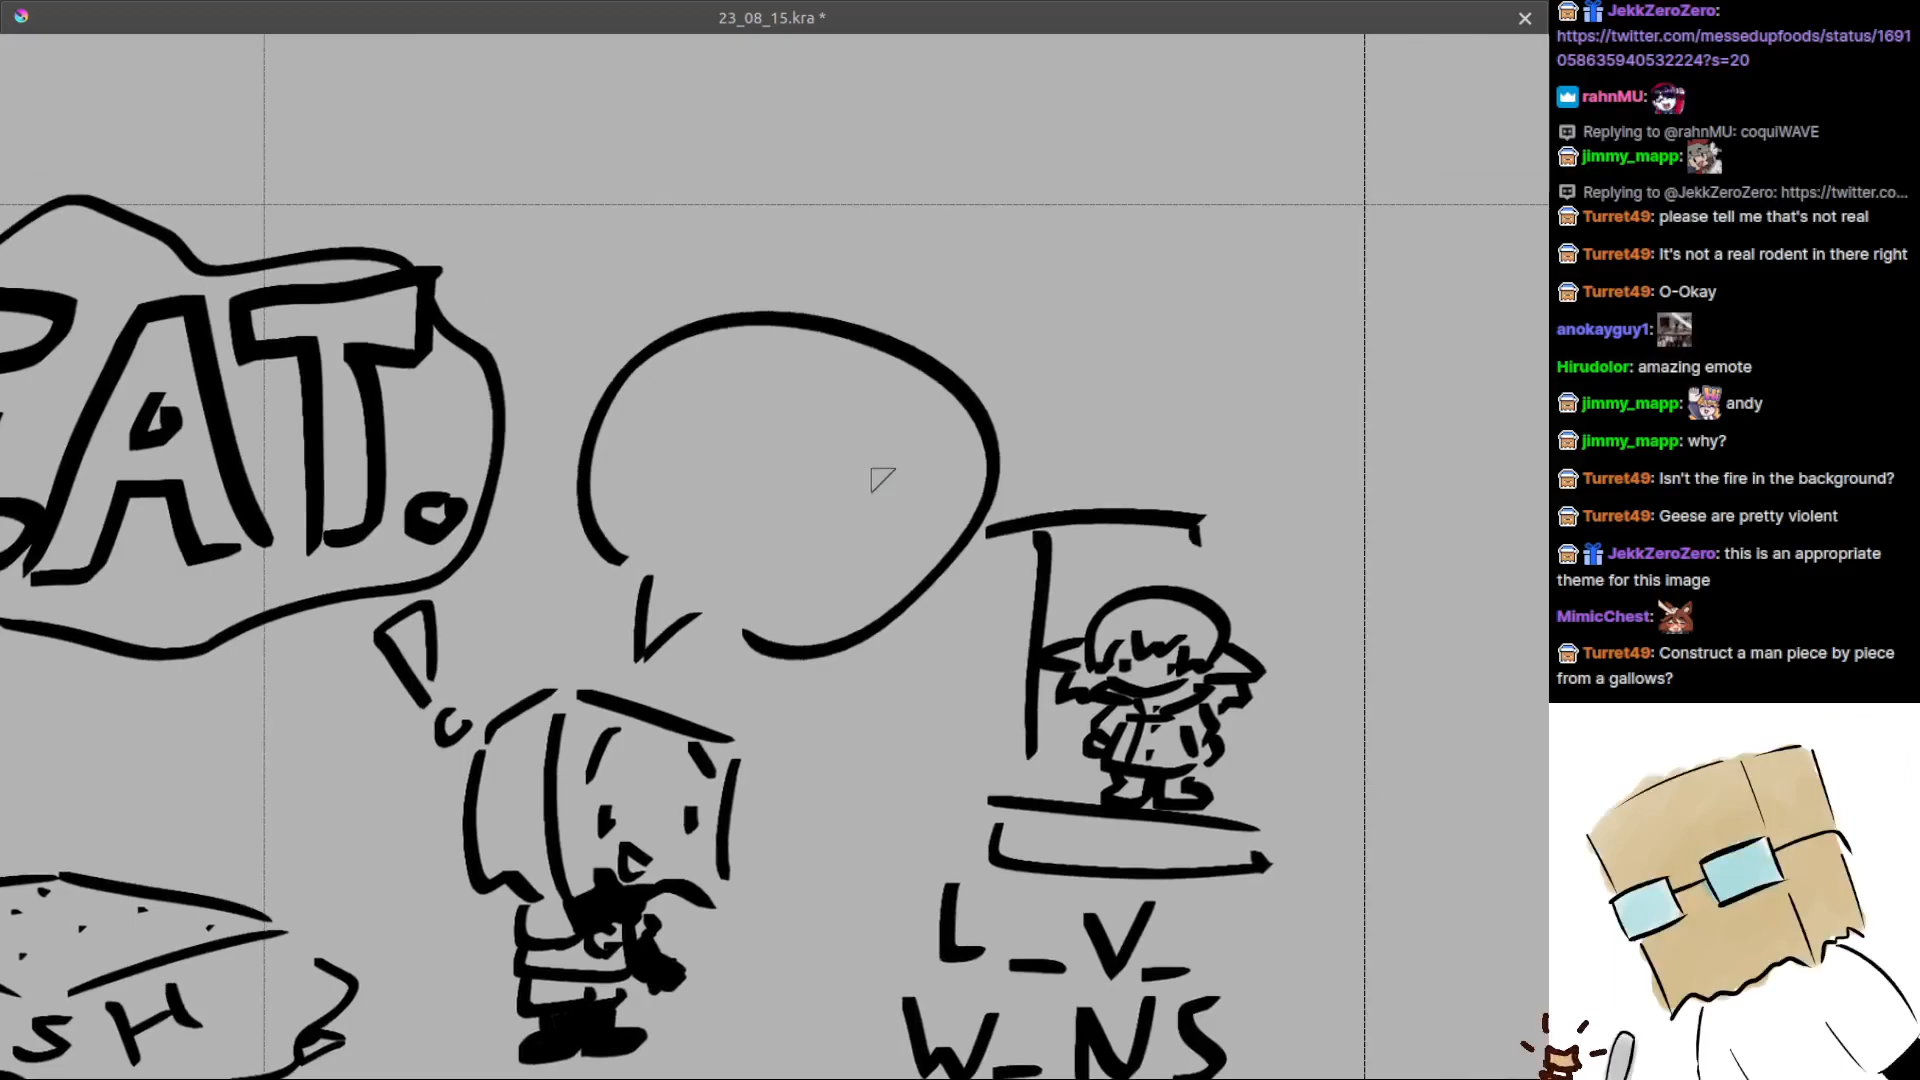 23_08_15.kra *
JekkZeroZero:
https://twitter.com/messedupfoods/status/1691
058635940532224?s=20
rahnMU:
Replying to @rahnMU: coquiWAVE
jimmy_mapp:
Replying to @JekkZeroZero: https://twitter.co...
Turret49: please tell me that's not real
Turret49: It's not a real rodent in there right
Turret49: O-Okay
anokayguy1:
Hirudolor: amazing emote
jimmy_mapp: andy
jimmy_mapp: why?
Turret49: Isn't the fire in the background?
Turret49: Geese are pretty violent
JekkZeroZero: this is an appropriate
theme for this image
MimicChest:
Turret49: Construct a man piece by piece
from a gallows?
AT.
SH
L_V_
W_NS